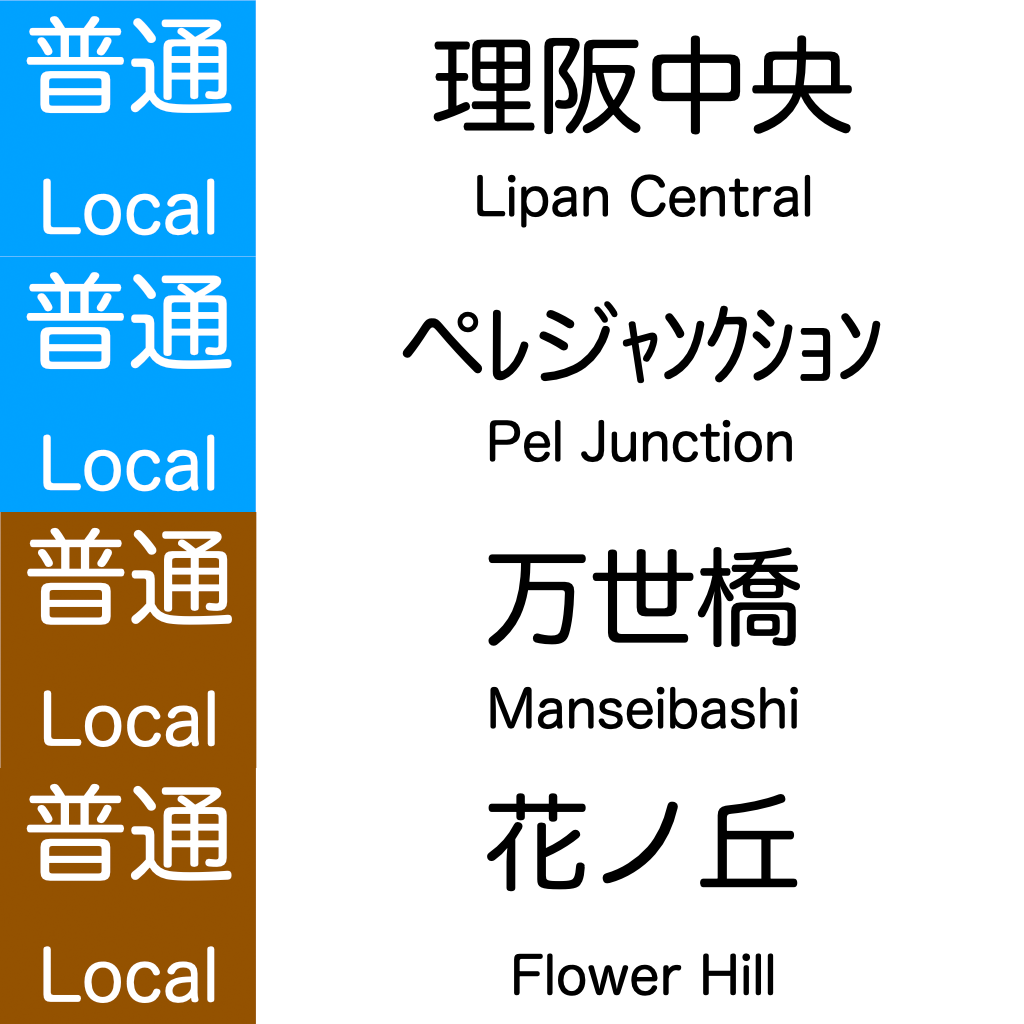 普通 理阪中央
Local Lipan Central
普通 ペレジャンクション
Local Pel Junction
普通 万世橋
Local Manseibashi
普通 花ノ丘
Local Flower Hill